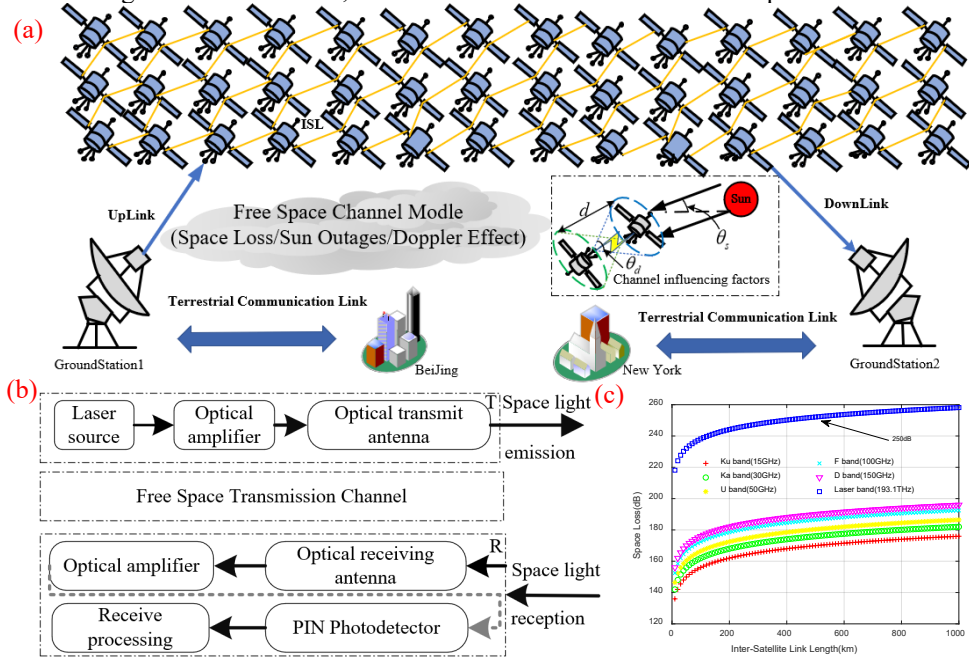 (a)
ISL
UpLink
Free Space Channel Modle
(Space Loss/Sun Outages/Doppler Effect)
d
Sun
θs
θd
Channel influencing factors
DownLink
Terrestrial Communication Link
Terrestrial Communication Link
GroundStation1
BeiJing
New York
GroundStation2
(b)
Laser
source
Optical
amplifier
Optical transmit
antenna
T Space light
emission
Free Space Transmission Channel
Optical amplifier
Optical receiving
antenna
R
Space light
reception
Receive
processing
PIN Photodetector
(c)
260
240
220
200
180
160
140
120
Space Loss(dB)
250dB
Ku band(15GHz)
Ka band(30GHz)
U band(50GHz)
F band(100GHz)
D band(150GHz)
Laser band(193.1THz)
0
200
400
600
800
1000
Inter-Satellite Link Length(km)